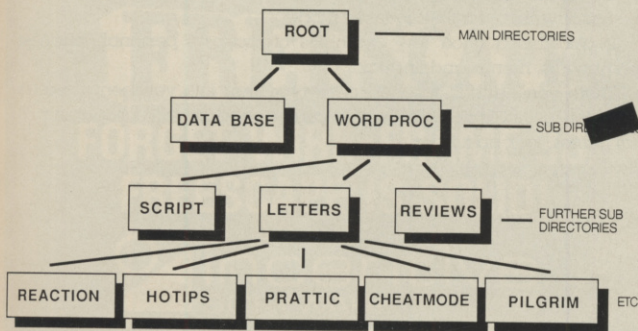 ROOT
MAIN DIRECTORIES
DATA BASE
WORD PROC
SUB
SCRIPT
LETTERS
REVIEWS
FURTHER SUB
DIRECTORIES
REACTION
HOTIPS
PRATTIC
CHEATMODE
PILGRIM
ETC